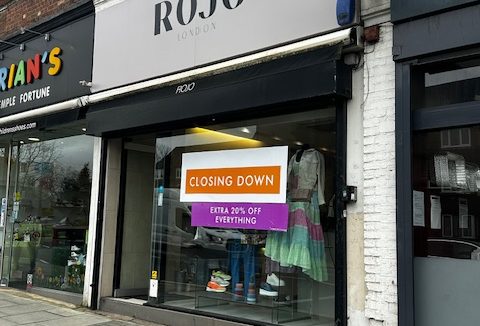 ROJO
LONDON
RIAN'S
MPLE FORTUNE
ROJO
CLOSING DOWN
EXTRA 20% OFF
EVERYTHING